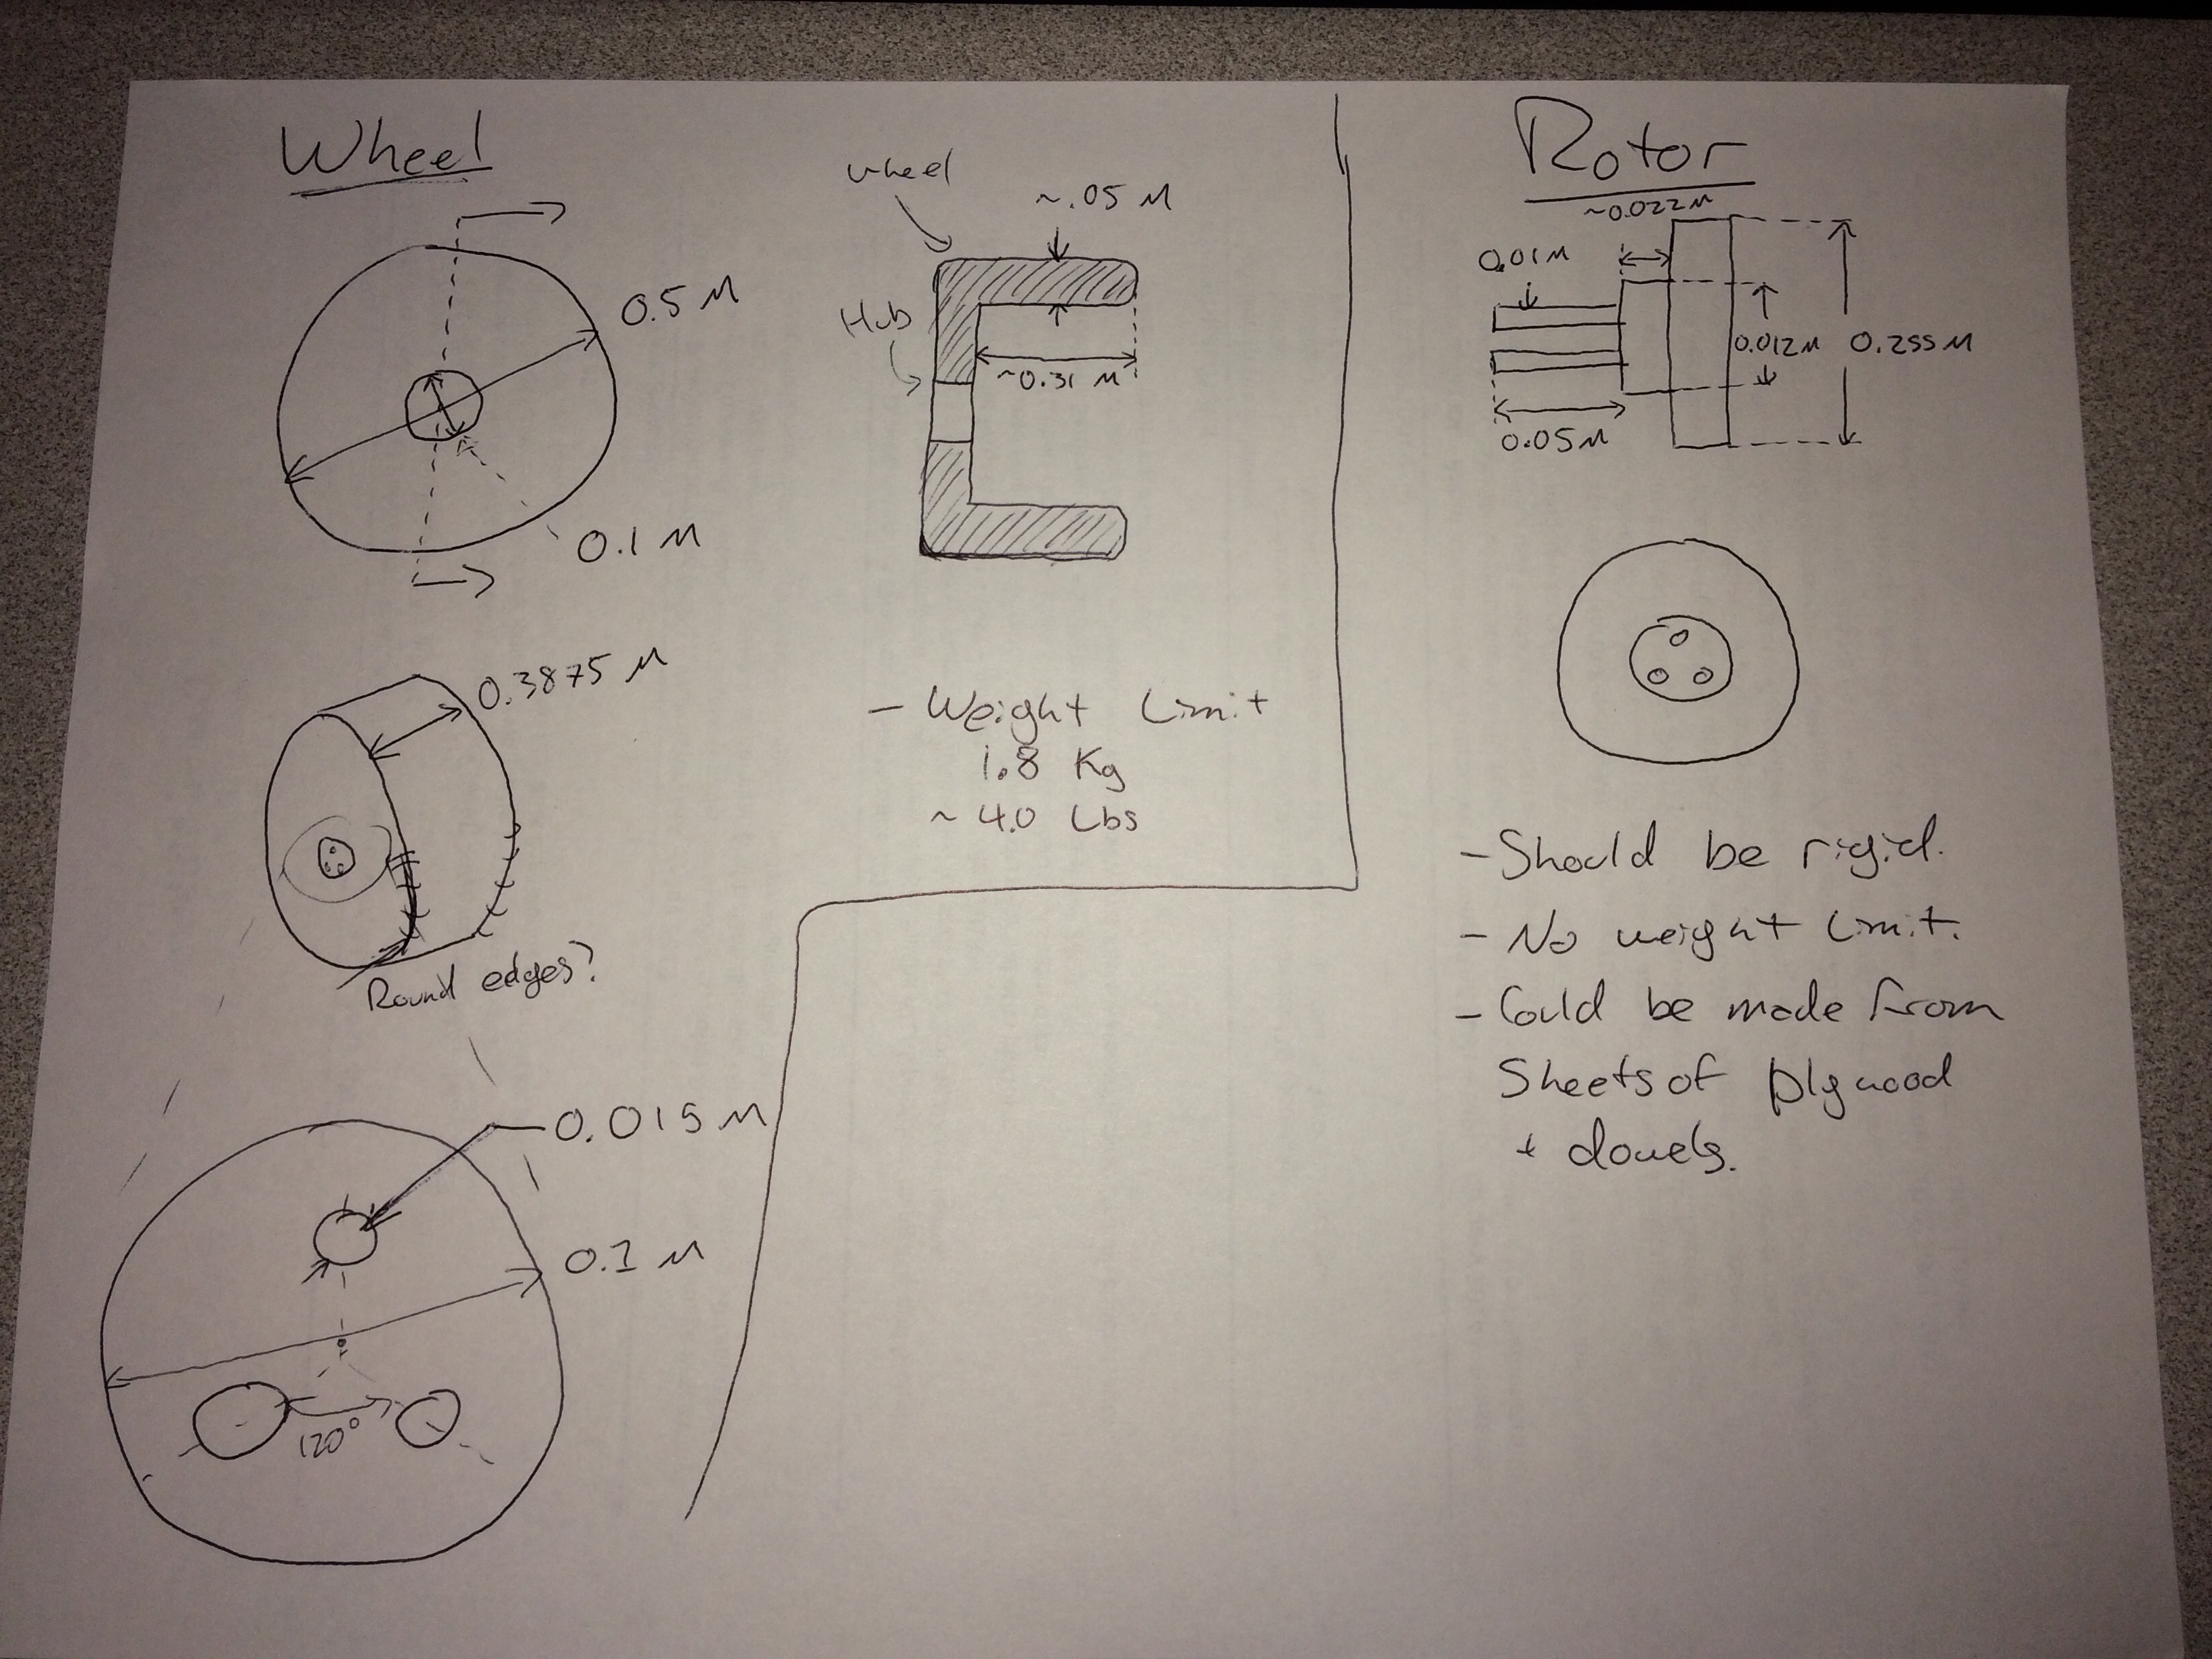 Wheel
0.5 M
0.1 M
wheel
~.05 M
Hub
~0.31 M
0.3875 M
Round edges?
- Weight Limit
1.8 Kg
~ 4.0 Lbs
0.015 M
0.1 M
120°
Rotor
~0.022M
0.01M
0.012M
0.255M
0.05M
- Should be rigid.
- No weight limit.
- Could be made from
Sheets of plywood
+ dowels.